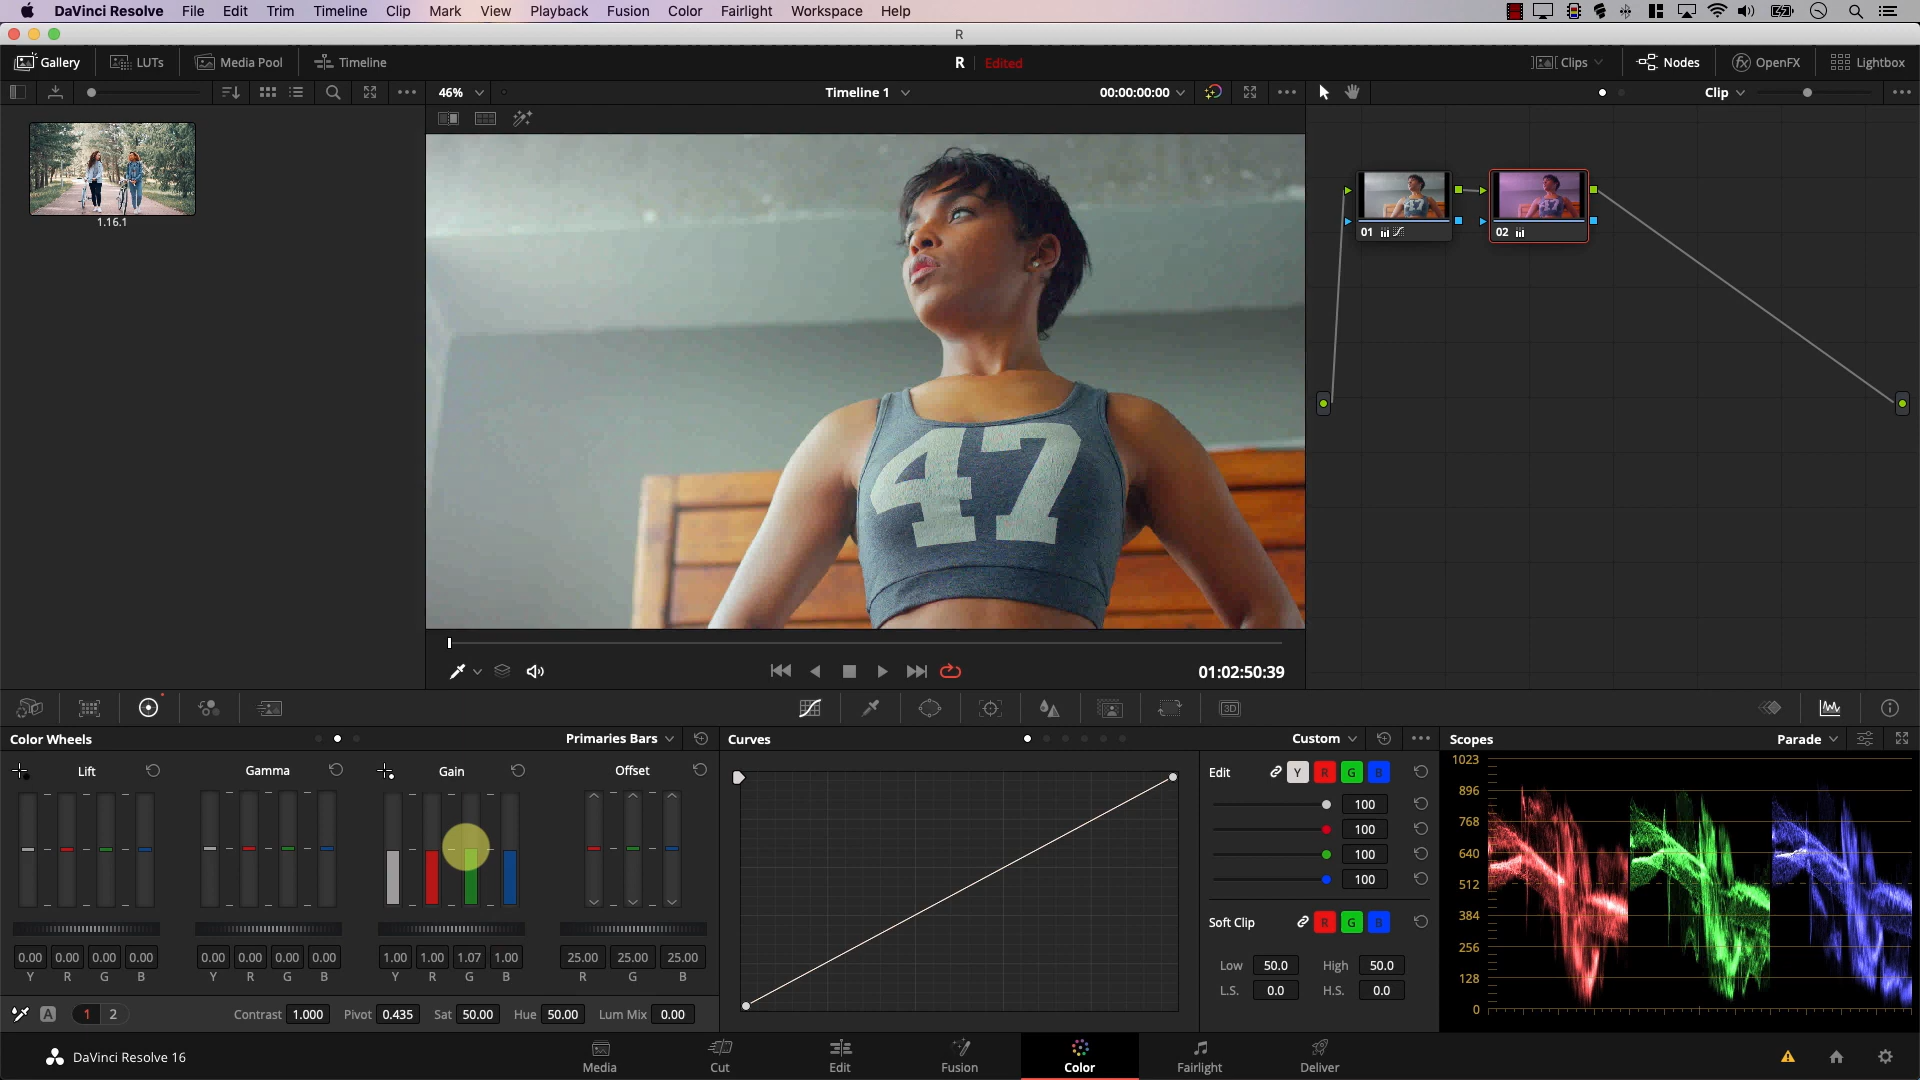 DaVinci Resolve File Edit Trim Timeline Clip Mark View Playback Fusion Color Fairlight Workspace Help
R
Gallery LUTs Media Pool Timeline R Edited Clips Nodes OpenFX Lightbox
46% Timeline 1 00:00:00:00 Clip
1.16.1
47
01 02
01:02:50:39
3D
Color Wheels Primaries Bars Curves Custom Scopes Parade
Lift Gamma Gain Offset
0.00 0.00 0.00 0.00 0.00 0.00 0.00 0.00 1.00 1.00 1.07 1.00 25.00 25.00 25.00
Y R G B Y R G B Y R G B R G B
A 1 2 Contrast 1.000 Pivot 0.435 Sat 50.00 Hue 50.00 Lum Mix 0.00
Edit Y R G B
100
100
100
100
Soft Clip R G B
Low 50.0 High 50.0
L.S. 0.0 H.S. 0.0
1023
896
768
640
512
384
256
128
0
DaVinci Resolve 16 Media Cut Edit Fusion Color Fairlight Deliver